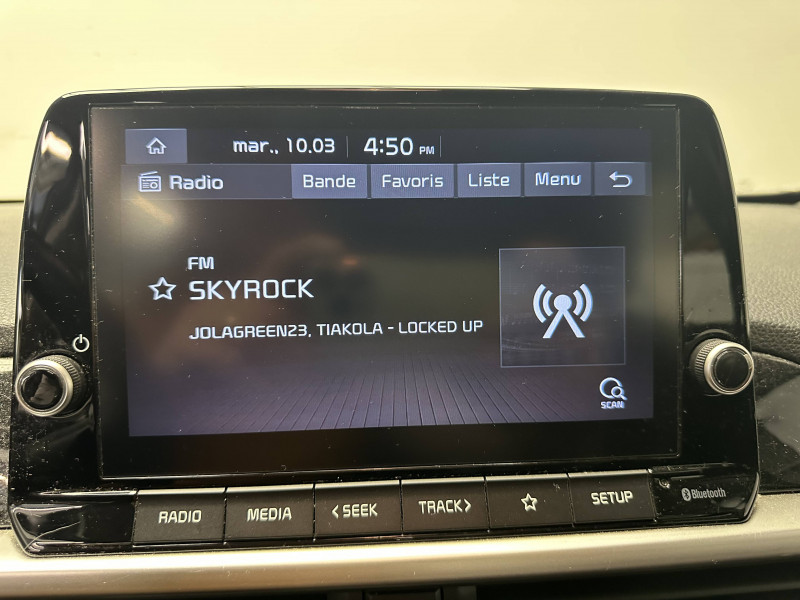 mar., 10.03 4:50 PM
Radio Bande Favoris Liste Menu
FM
SKYROCK
JOLAGREEN23, TIAKOLA - LOCKED UP
SCAN
RADIO MEDIA <SEEK TRACK> SETUP Bluetooth